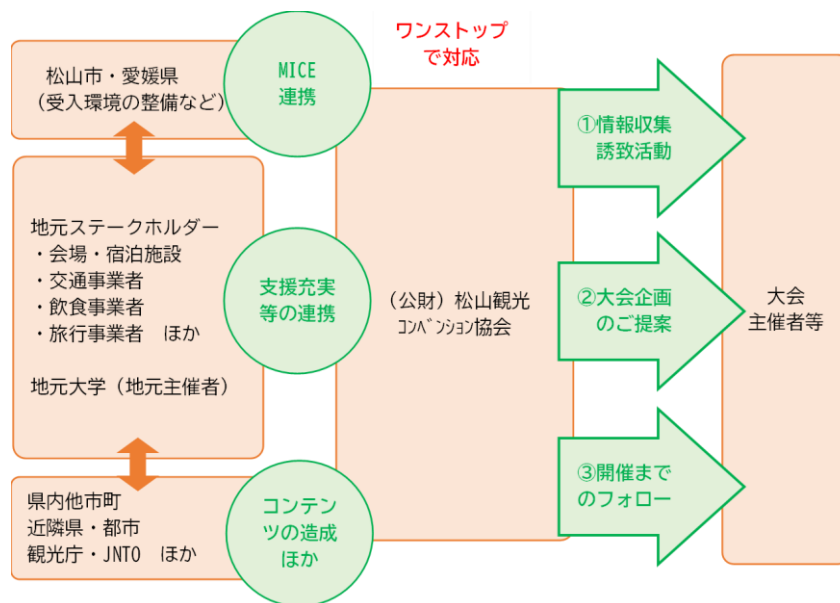 松山市・愛媛県
（受入環境の整備など）
地元ステークホルダー
・会場・宿泊施設
・交通事業者
・飲食事業者
・旅行事業者　ほか
地元大学（地元主催者）
県内他市町
近隣県・都市
観光庁・JNTO　ほか
MICE
連携
支援充実
等の連携
コンテン
ツの造成
ほか
ワンストップ
で対応
（公財）松山観光
ｺﾝﾍﾞﾝｼｮﾝ協会
①情報収集
誘致活動
②大会企画
のご提案
③開催まで
のフォロー
大会
主催者等